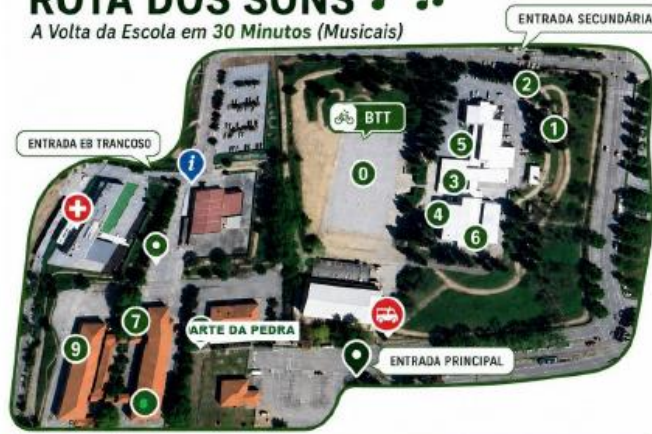 ROTA DOS SONS
A Volta da Escola em 30 Minutos (Musicais)
ENTRADA SECUNDÁRIA
2
BTT
1
ENTRADA EB TRANCOSO
5
i
0
3
4
6
7
ARTE DA PEDRA
9
ENTRADA PRINCIPAL
8